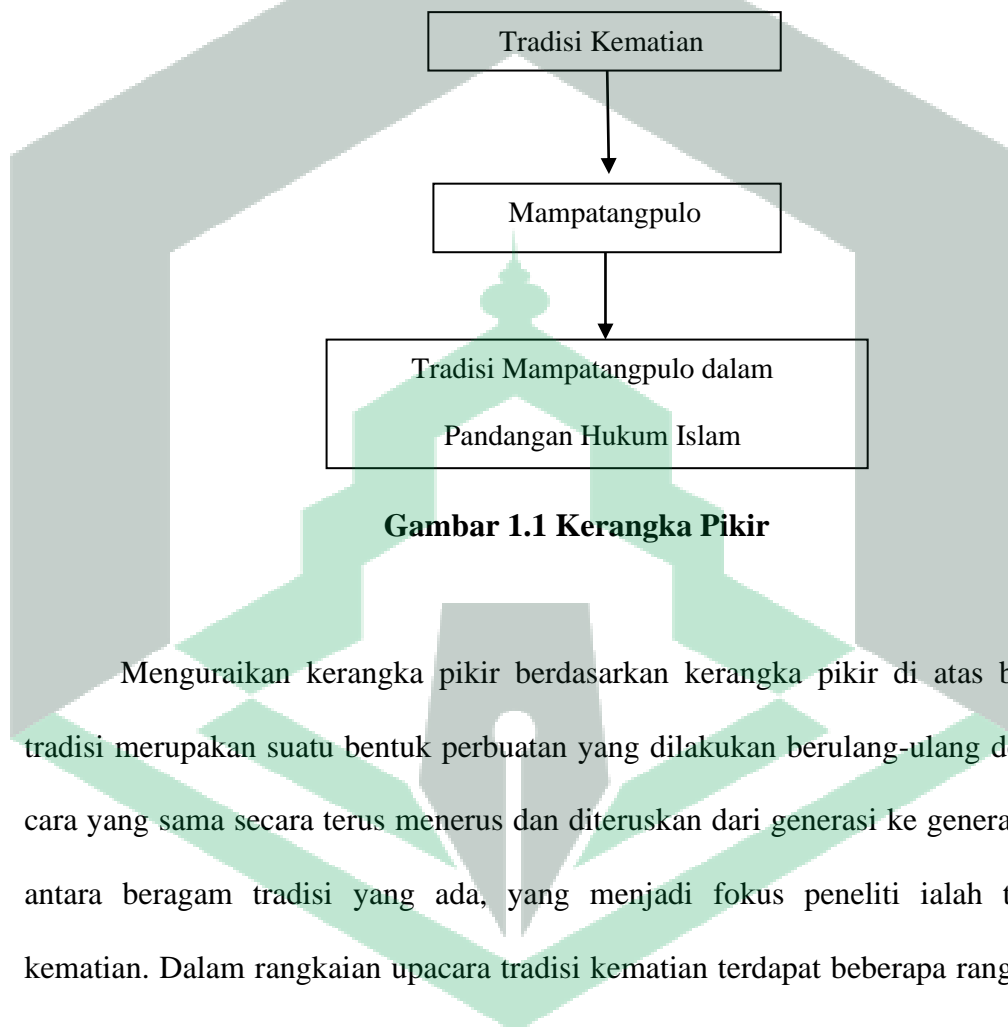 Tradisi Kematian
Mampatangpulo
Tradisi Mampatangpulo dalam
Pandangan Hukum Islam
Gambar 1.1 Kerangka Pikir
Menguraikan kerangka pikir berdasarkan kerangka pikir di atas
tradisi merupakan suatu bentuk perbuatan yang dilakukan berulang-ulang
cara yang sama secara terus menerus dan diteruskan dari generasi ke
antara beragam tradisi yang ada, yang menjadi fokus peneliti ialah
kematian. Dalam rangkaian upacara tradisi kematian terdapat beberapa